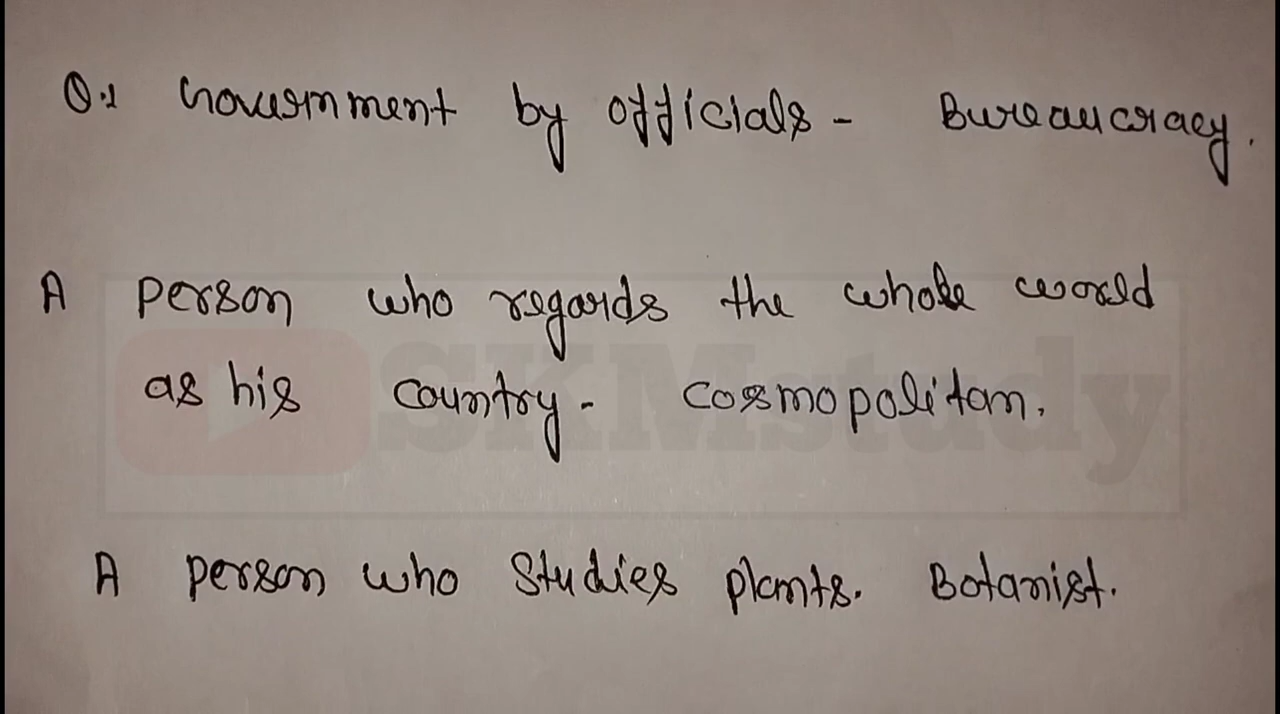 Q.1 Government by officials - Bureaucracy.
A person who regards the whole world
as his country - cosmopolitan.
SKMstudy
A person who studies plants. Botanist.